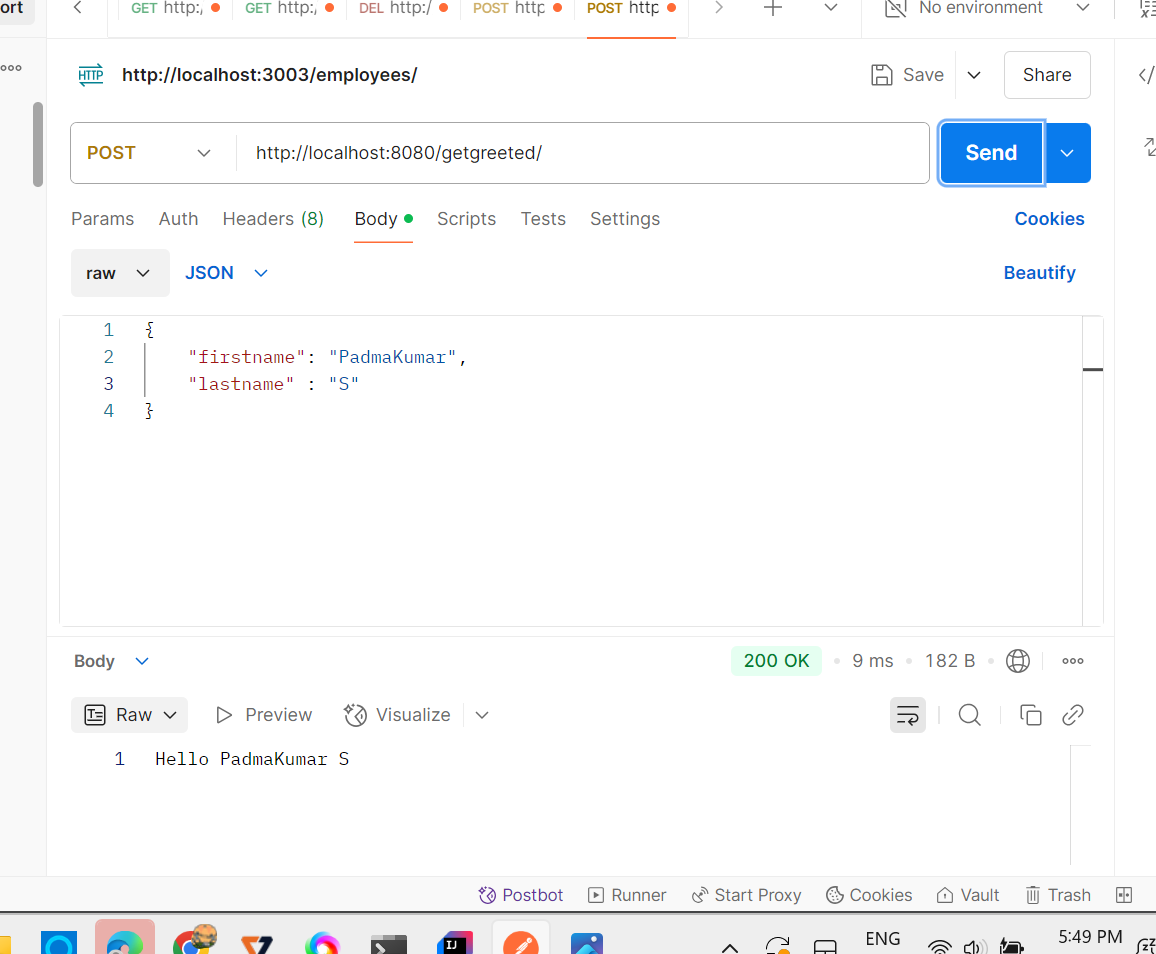 ort
GET http:/ GET http:/ DEL http:/ POST http POST http No environment
HTTP http://localhost:3003/employees/ Save Share
POST http://localhost:8080/getgreeted/ Send
Params Auth Headers (8) Body Scripts Tests Settings Cookies
raw JSON Beautify
1 {
2 "firstname": "PadmaKumar",
3 "lastname" : "S"
4 }
Body 200 OK 9 ms 182 B
Raw Preview Visualize
1 Hello PadmaKumar S
Postbot Runner Start Proxy Cookies Vault Trash
IJ ENG 5:49 PM